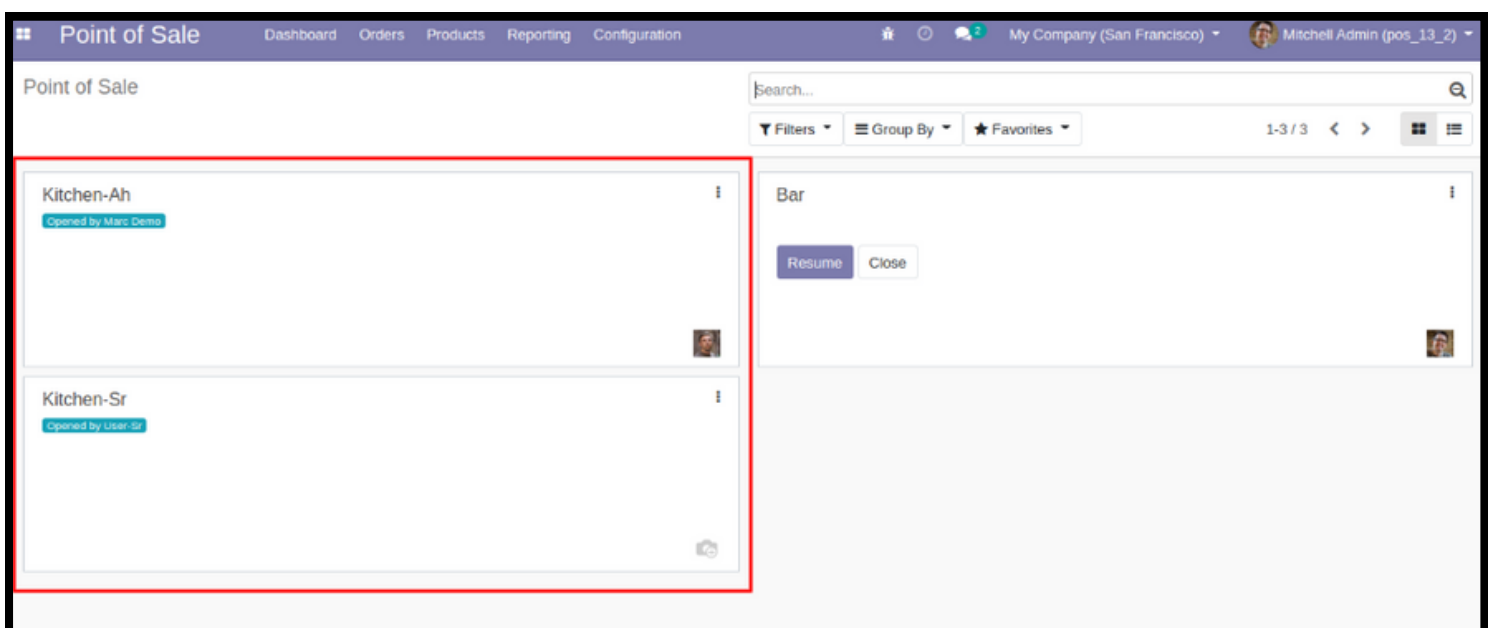 Point of Sale Dashboard Orders Products Reporting Configuration 2 My Company (San Francisco) Mitchell Admin (pos_13_2)
Point of Sale
Search...
Filters Group By Favorites 1-3 / 3
Kitchen-Ah
Opened by Marc Demo
Bar
Resume Close
Kitchen-Sr
Opened by User-Sr